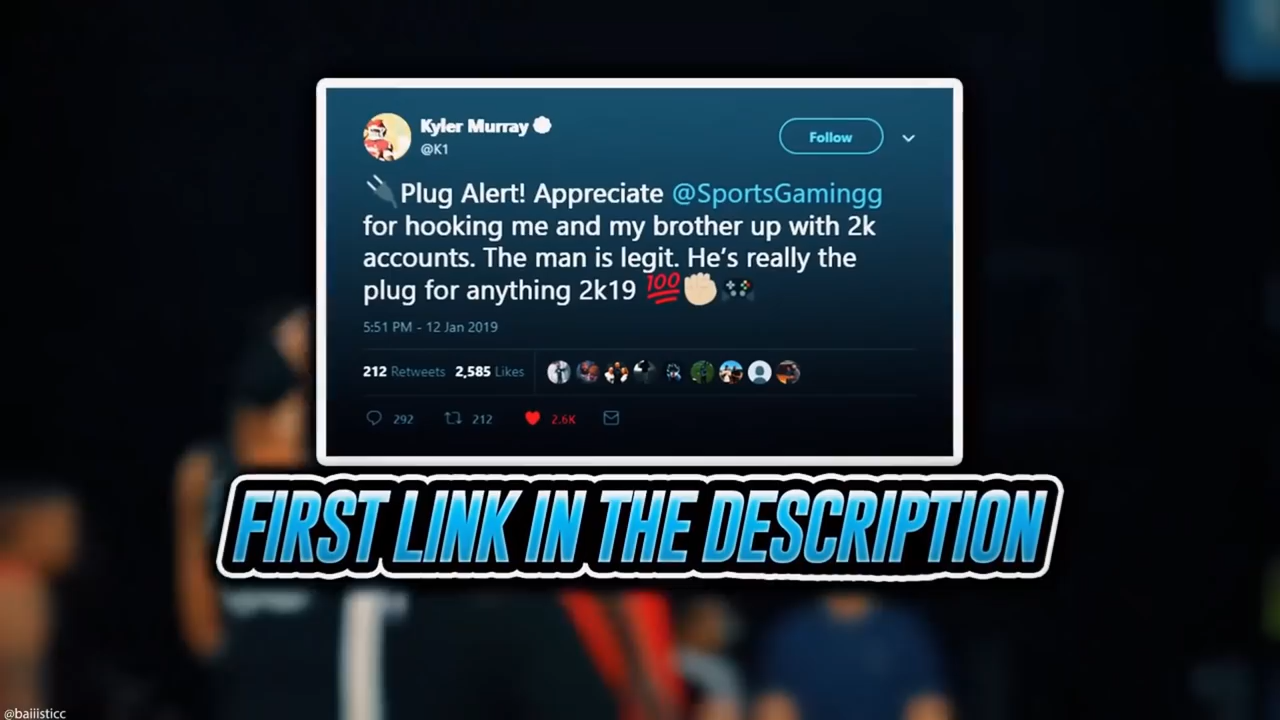 Kyler Murray
@K1
Follow
Plug Alert! Appreciate @SportsGamingg
for hooking me and my brother up with 2k
accounts. The man is legit. He’s really the
plug for anything 2k19 💯✊🏻🎮
5:51 PM - 12 Jan 2019
212 Retweets 2,585 Likes
292 212 2.6K
FIRST LINK IN THE DESCRIPTION
@baiiisticc